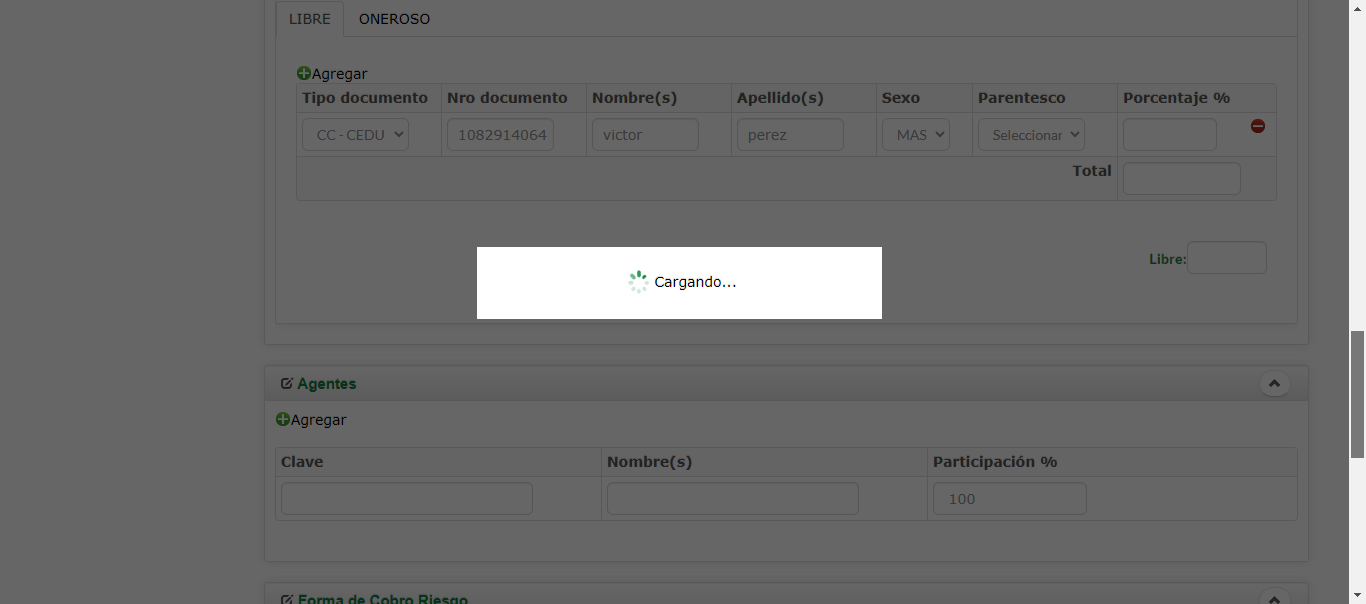 LIBRE ONEROSO
Agregar
Tipo documento Nro documento Nombre(s) Apellido(s) Sexo Parentesco Porcentaje %
CC - CEDU 1082914064 victor perez MAS Seleccionar
Total
Libre:
Cargando...
Agentes
Agregar
Clave Nombre(s) Participación %
100
Forma de Cobro Riesgo